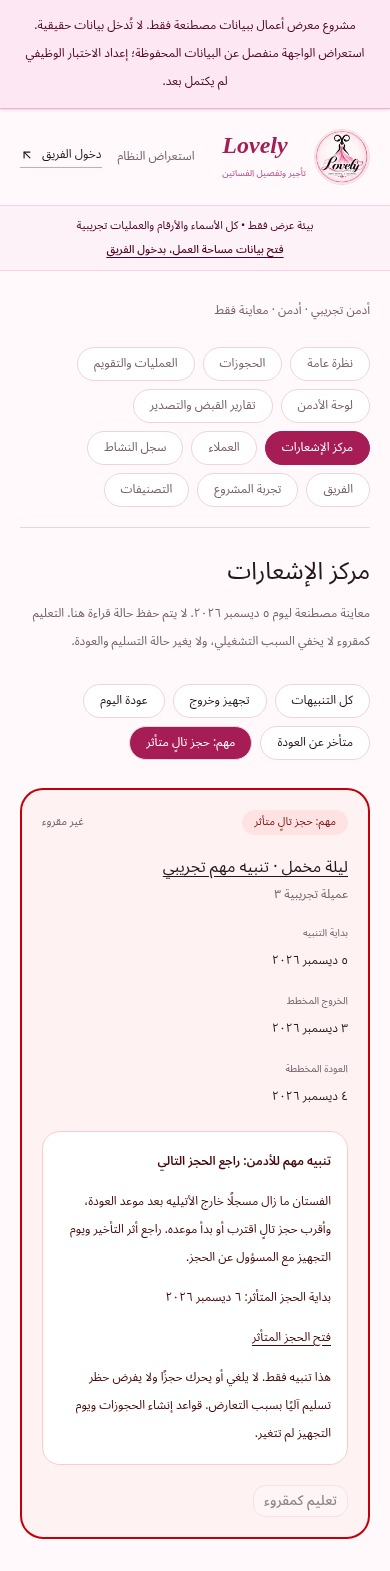 مشروع معرض أعمال ببيانات مصطنعة فقط. لا تُدخل بيانات حقيقية.
استعراض الواجهة منفصل عن البيانات المحفوظة؛ إعداد الاختبار الوظيفي
لم يكتمل بعد.
Lovely
Lovely
تأجير وتفصيل الفساتين
استعراض النظام
دخول الفريق ↖
بيئة عرض فقط • كل الأسماء والأرقام والعمليات تجريبية
فتح بيانات مساحة العمل، بدخول الفريق
أدمن تجريبي · أدمن · معاينة فقط
نظرة عامة
الحجوزات
العمليات والتقويم
لوحة الأدمن
تقارير القبض والتصدير
مركز الإشعارات
العملاء
سجل النشاط
الفريق
تجربة المشروع
التصنيفات
مركز الإشعارات
معاينة مصطنعة ليوم ٥ ديسمبر ٢٠٢٦. لا يتم حفظ حالة قراءة هنا. التعليم
كمقروء لا يخفي السبب التشغيلي، ولا يغير حالة التسليم والعودة.
كل التنبيهات
تجهيز وخروج
عودة اليوم
متأخر عن العودة
مهم: حجز تالٍ متأثر
مهم: حجز تالٍ متأثر
غير مقروء
ليلة مخمل · تنبيه مهم تجريبي
عميلة تجريبية ٣
بداية التنبيه
٥ ديسمبر ٢٠٢٦
الخروج المخطط
٣ ديسمبر ٢٠٢٦
العودة المخططة
٤ ديسمبر ٢٠٢٦
تنبيه مهم للأدمن: راجع الحجز التالي
الفستان ما زال مسجلًا خارج الأتيليه بعد موعد العودة،
وأقرب حجز تالٍ اقترب أو بدأ موعده. راجع أثر التأخير ويوم
التجهيز مع المسؤول عن الحجز.
بداية الحجز المتأثر: ٦ ديسمبر ٢٠٢٦
فتح الحجز المتأثر
هذا تنبيه فقط. لا يلغي أو يحرك حجزًا ولا يفرض حظر
تسليم آليًا بسبب التعارض. قواعد إنشاء الحجوزات ويوم
التجهيز لم تتغير.
تعليم كمقروء